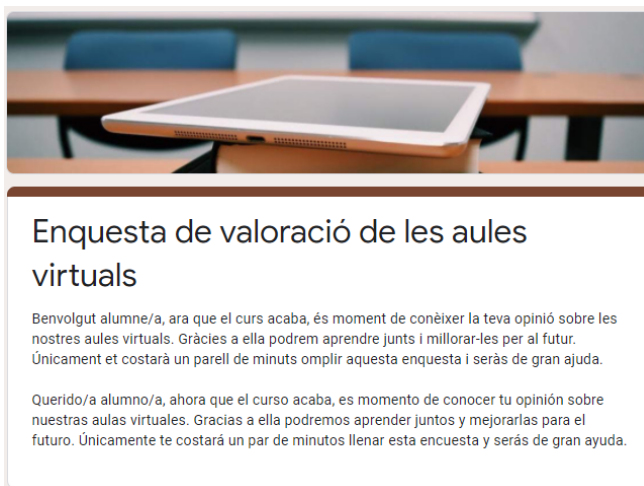 Enquesta de valoració de les aules
virtuals
Benvolgut alumne/a, ara que el curs acaba, és moment de conèixer la teva opinió sobre les
nostres aules virtuals. Gràcies a ella podrem aprendre junts i millorar-les per al futur.
Únicament et costarà un parell de minuts omplir aquesta enquesta i seràs de gran ajuda.
Querido/a alumno/a, ahora que el curso acaba, es momento de conocer tu opinión sobre
nuestras aulas virtuales. Gracias a ella podremos aprender juntos y mejorarlas para el
futuro. Únicamente te costará un par de minutos llenar esta encuesta y serás de gran ayuda.